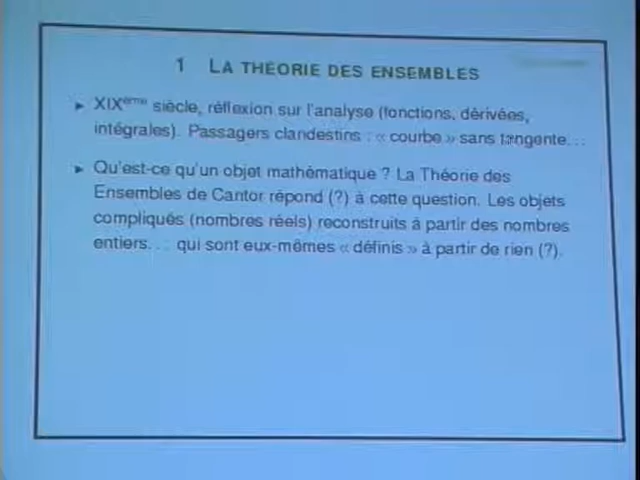 1 LA THÉORIE DES ENSEMBLES
► XIXème siècle, réflexion sur l'analyse (fonctions, dérivées,
intégrales). Passagers clandestins : « courbe » sans tangente...
► Qu'est-ce qu'un objet mathématique ? La Théorie des
Ensembles de Cantor répond (?) à cette question. Les objets
compliqués (nombres réels) reconstruits à partir des nombres
entiers... qui sont eux-mêmes « définis » à partir de rien (?).